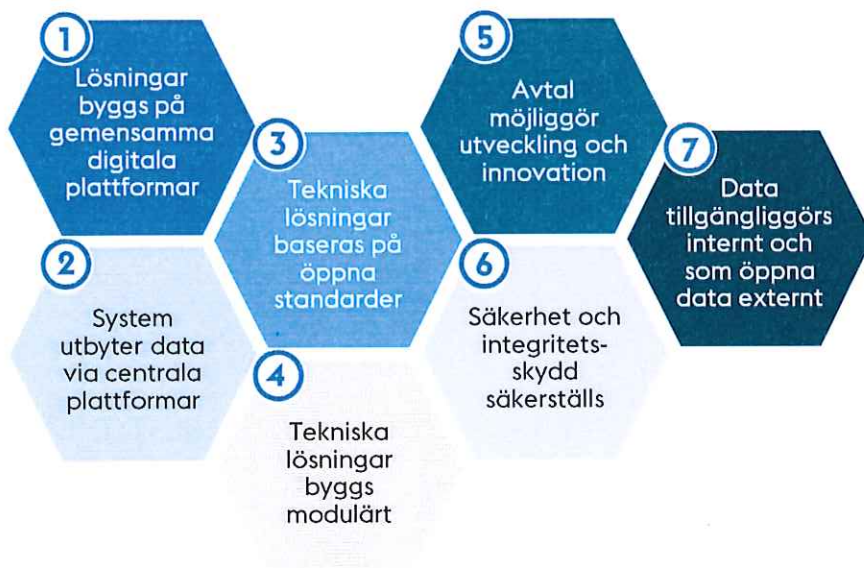 1
Lösningar
byggs på
gemensamma
digitala
plattformar
2
System
utbyter data
via centrala
plattformar
3
Tekniska
lösningar
baseras på
öppna
standarder
4
Tekniska
lösningar
byggs
modulärt
5
Avtal
möjliggör
utveckling och
innovation
6
Säkerhet och
integritets-
skydd
säkerställs
7
Data
tillgängliggörs
internt och
som öppna
data externt